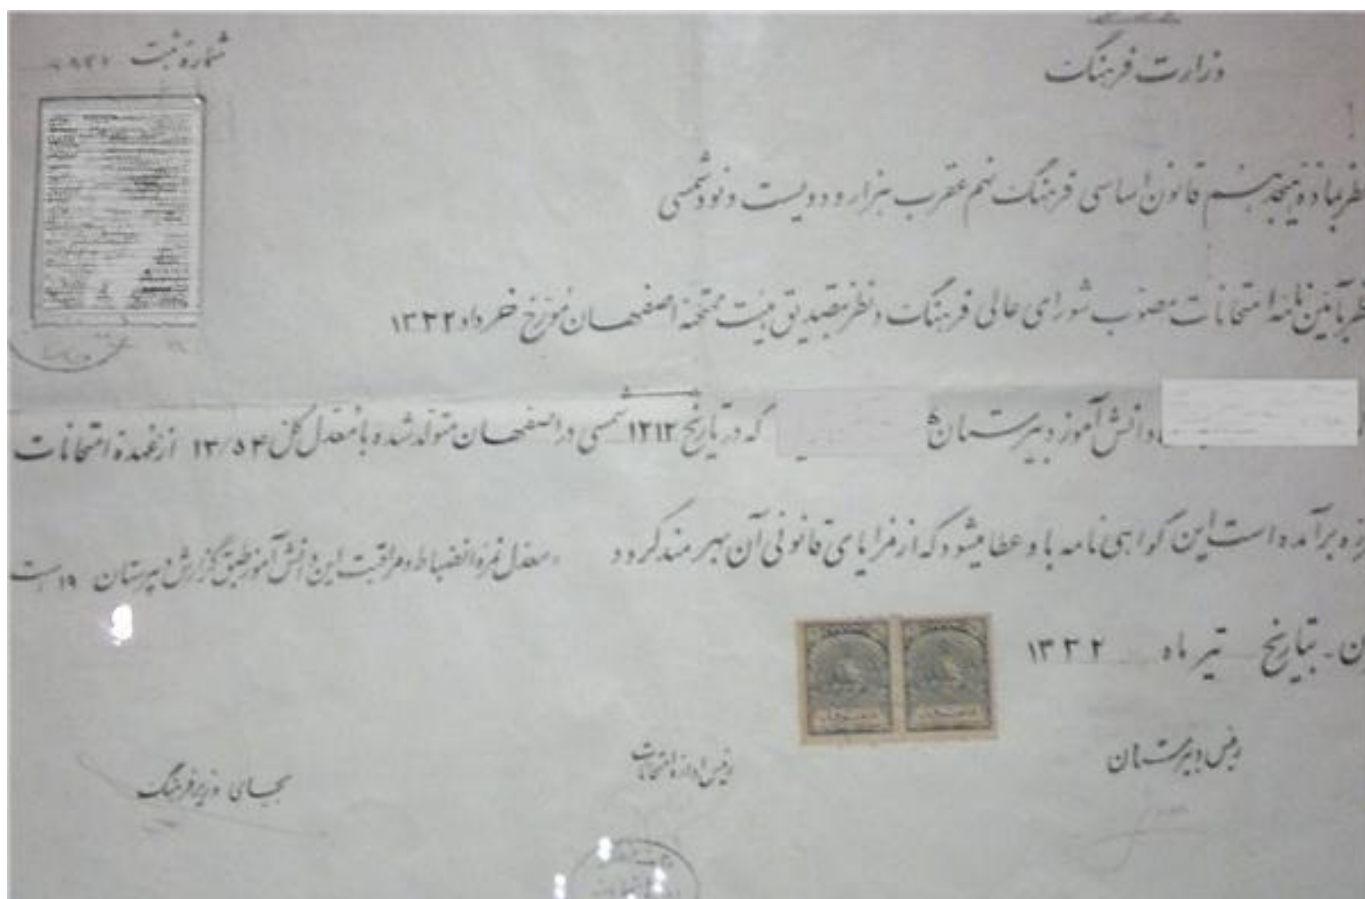 وزارت فرهنگ
شماره ثبت
نظر بماده هیجدهم قانون اساسی فرهنگ نهم عقرب هزار و دویست و نود شمسی
نظر بآئین نامه امتحانات مصوب شورای عالی فرهنگ و نظر بتصدیق هیئت ممتحنه اصفهان مورخ خرداد ۱۳۳۲
دانش آموز دبیرستان که در تاریخ ۱۳۱۳ شمسی در اصفهان متولد شده با معدل کل ۱۳/۵۴ از عهده امتحانات
برآمده است این گواهی نامه باو عطا میشود که از مزایای قانونی آن بهره مند گردد معدل نمره انضباط و مراقبت این دانش آموز طبق گزارش دبیرستان ۱۹ است
بتاریخ تیر ماه ۱۳۳۲
رئیس دبیرستان
رئیس اداره امتحانات
بجای وزیر فرهنگ